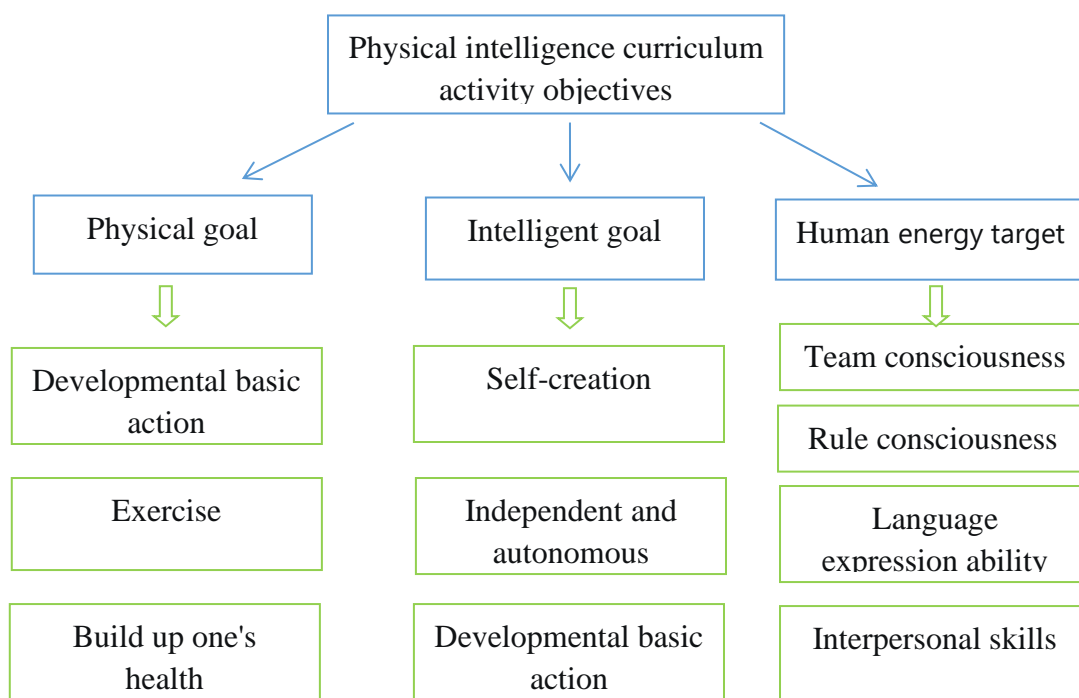 Physical intelligence curriculum
activity objectives
Physical goal
Intelligent goal
Human energy target
Developmental basic
action
Exercise
Build up one's
health
Self-creation
Independent and
autonomous
Developmental basic
action
Team consciousness
Rule consciousness
Language
expression ability
Interpersonal skills